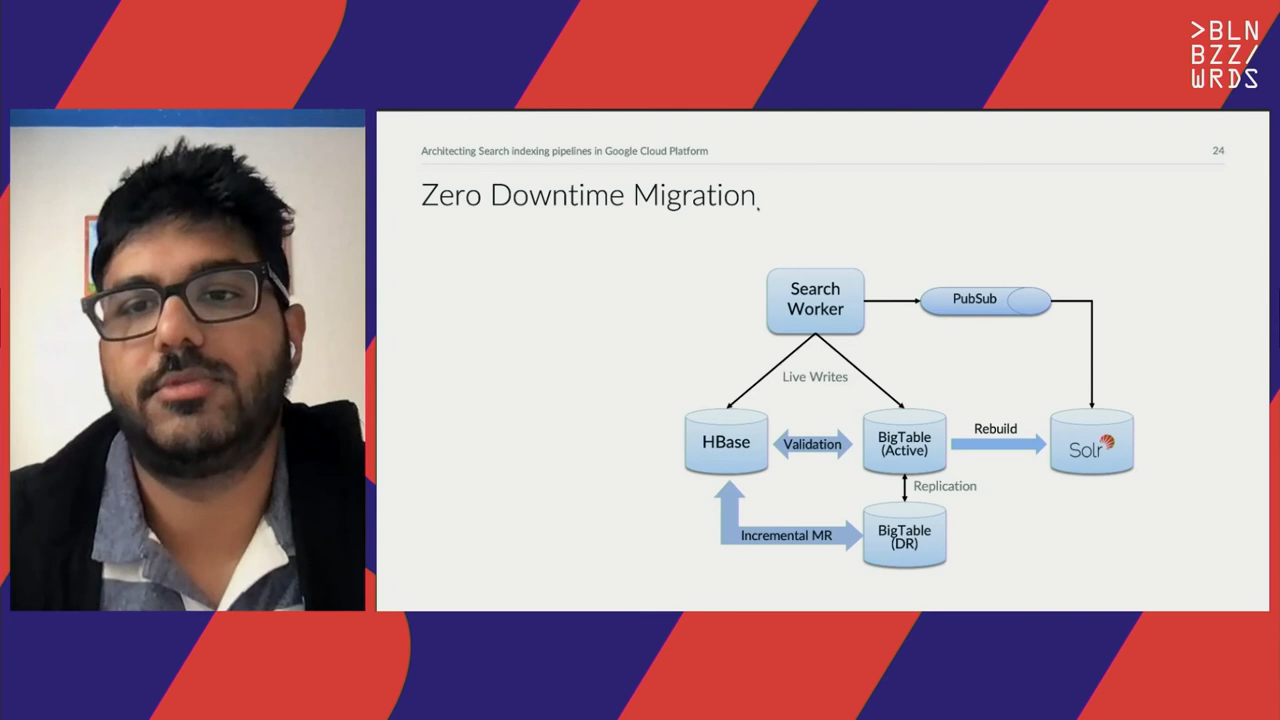 >BLN
BZZ/
WRDS
Architecting Search indexing pipelines in Google Cloud Platform
24
Zero Downtime Migration
Search
Worker
PubSub
Live Writes
HBase
Validation
BigTable
(Active)
Rebuild
Solr
Replication
Incremental MR
BigTable
(DR)